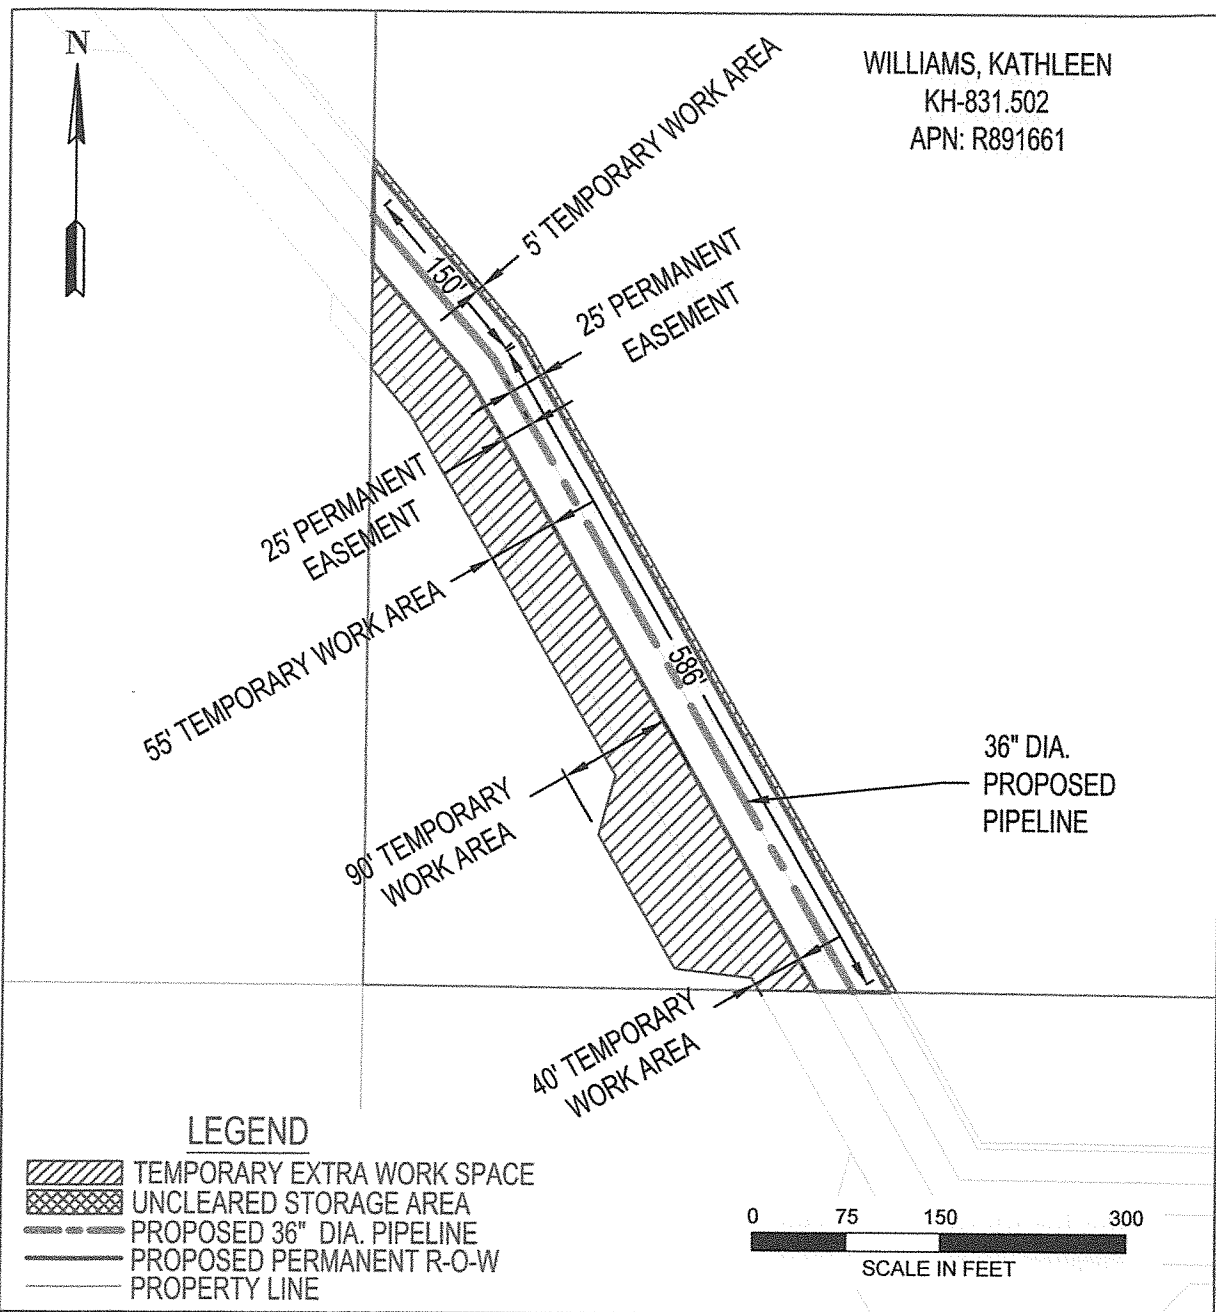 N
WILLIAMS, KATHLEEN
KH-831.502
APN: R891661
5' TEMPORARY WORK AREA
150'
25' PERMANENT
EASEMENT
25' PERMANENT
EASEMENT
55' TEMPORARY WORK AREA
586'
36" DIA.
PROPOSED
PIPELINE
90' TEMPORARY
WORK AREA
40' TEMPORARY
WORK AREA
LEGEND
TEMPORARY EXTRA WORK SPACE
UNCLEARED STORAGE AREA
PROPOSED 36" DIA. PIPELINE
PROPOSED PERMANENT R-O-W
PROPERTY LINE
0 75 150 300
SCALE IN FEET